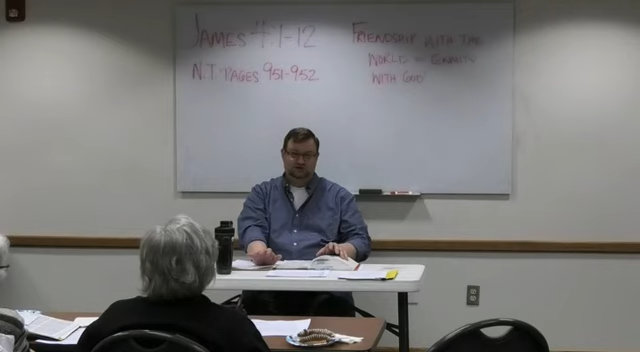 JAMES 4:1-12
N.T. PAGES 951-952
FRIENDSHIP WITH THE
WORLD = ENMITY
WITH GOD